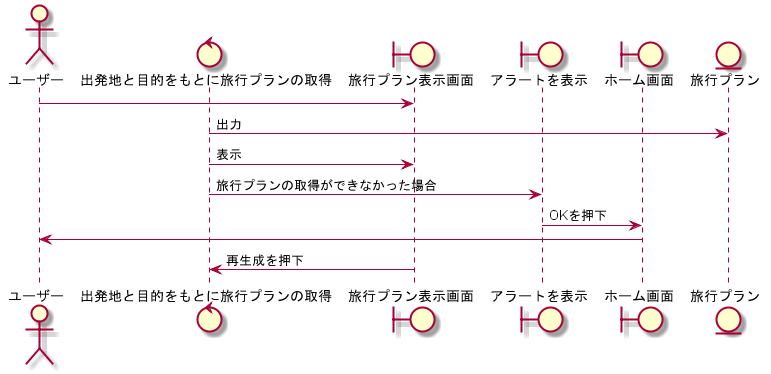 ユーザー 出発地と目的をもとに旅行プランの取得 旅行プラン表示画面 アラートを表示 ホーム画面 旅行プラン
出力
表示
旅行プランの取得ができなかった場合
OKを押下
再生成を押下
ユーザー 出発地と目的をもとに旅行プランの取得 旅行プラン表示画面 アラートを表示 ホーム画面 旅行プラン